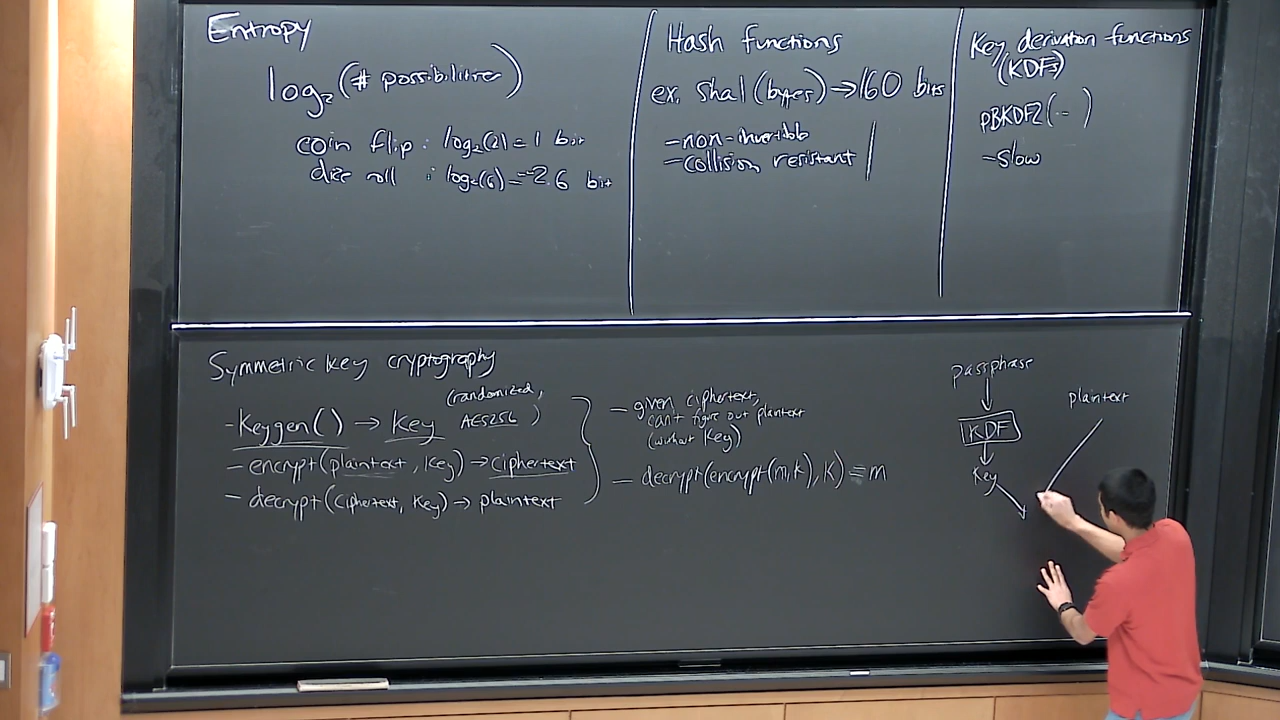 Entropy
log₂(# possibilities)
coin flip : log₂(2) = 1 bit
dice roll : log₂(6) = ~2.6 bit
Hash functions
ex. Sha1(bytes) → 160 bits
- non-invertible
- collision resistant
Key derivation functions
(KDFs)
PBKDF2(...)
- slow
Symmetric key cryptography
- Keygen() → Key (randomized, AES256)
- encrypt(plaintext, key) → ciphertext
- decrypt(ciphertext, key) → plaintext
- given ciphertext,
can't figure out plaintext
(without key)
- decrypt(encrypt(m,k), k) = m
passphrase
KDF
Key
plaintext